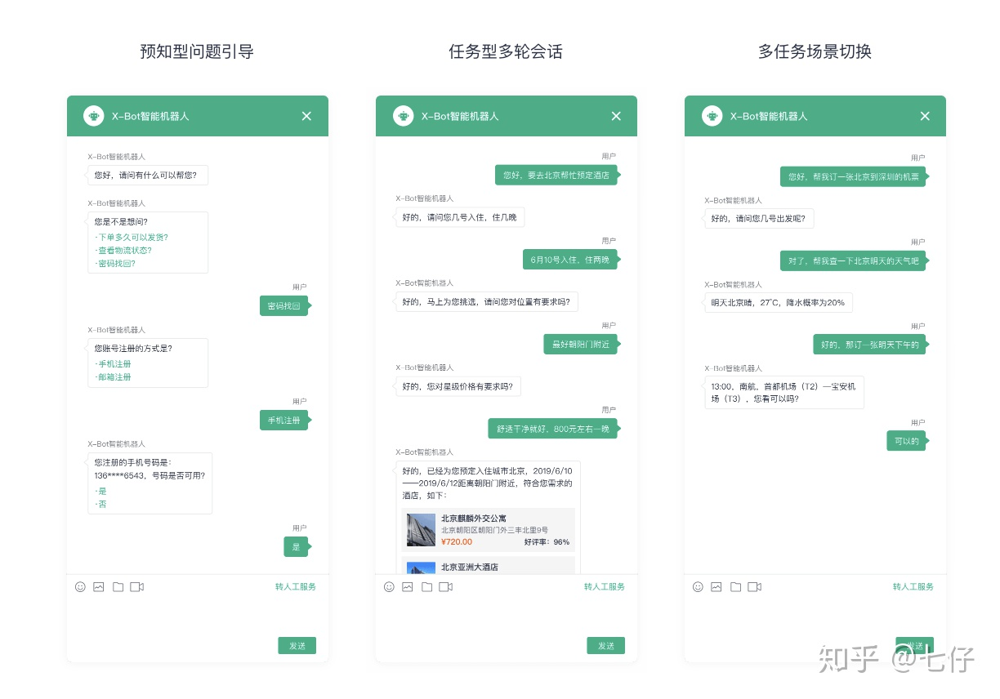 预知型问题引导
X-Bot智能机器人
X-Bot智能机器人
您好，请问有什么可以帮您？
X-Bot智能机器人
您是不是想问？
·下单多久可以发货？
·查看物流状态？
·密码找回？
用户
密码找回
X-Bot智能机器人
您账号注册的方式是？
·手机注册
·邮箱注册
用户
手机注册
X-Bot智能机器人
您注册的手机号码是：
136****6543，号码是否可用？
·是
·否
用户
是
转人工服务
发送
任务型多轮会话
X-Bot智能机器人
用户
您好，要去北京帮忙预定酒店
X-Bot智能机器人
好的，请问您几号入住，住几晚
用户
6月10号入住，住两晚
X-Bot智能机器人
好的，马上为您挑选，请问您对位置有要求吗？
用户
最好朝阳门附近
X-Bot智能机器人
好的，您对星级价格有要求吗？
用户
舒适干净就好，800元左右一晚
X-Bot智能机器人
好的，已经为您预定入住城市北京，2019/6/10
——2019/6/12距离朝阳门附近，符合您需求的
酒店，如下：
北京麒麟外交公寓
北京朝阳区朝阳门外三丰北里9号
¥720.00 好评率：96%
北京亚洲大酒店
转人工服务
发送
多任务场景切换
X-Bot智能机器人
用户
您好，帮我订一张北京到深圳的机票
X-Bot智能机器人
好的，请问您几号出发呢？
用户
对了，帮我查一下北京明天的天气吧
X-Bot智能机器人
明天北京晴，27°C，降水概率为20%
用户
好的，那订一张明天下午的
X-Bot智能机器人
13:00，南航，首都机场（T2）—宝安机
场（T3），您看可以吗？
用户
可以的
转人工服务
发送
知乎 @七仔